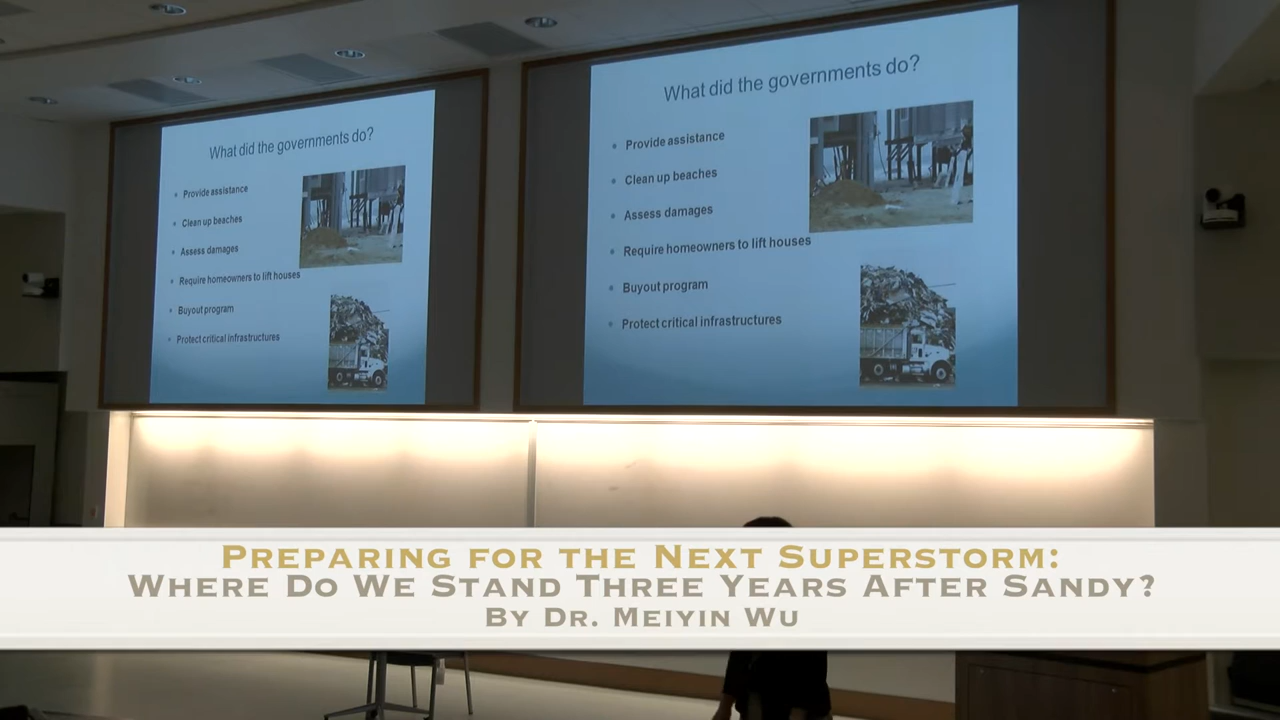 What did the governments do?
Provide assistance
Clean up beaches
Assess damages
Require homeowners to lift houses
Buyout program
Protect critical infrastructures
What did the governments do?
Provide assistance
Clean up beaches
Assess damages
Require homeowners to lift houses
Buyout program
Protect critical infrastructures
Preparing for the Next Superstorm:
Where Do We Stand Three Years After Sandy?
By Dr. Meiyin Wu